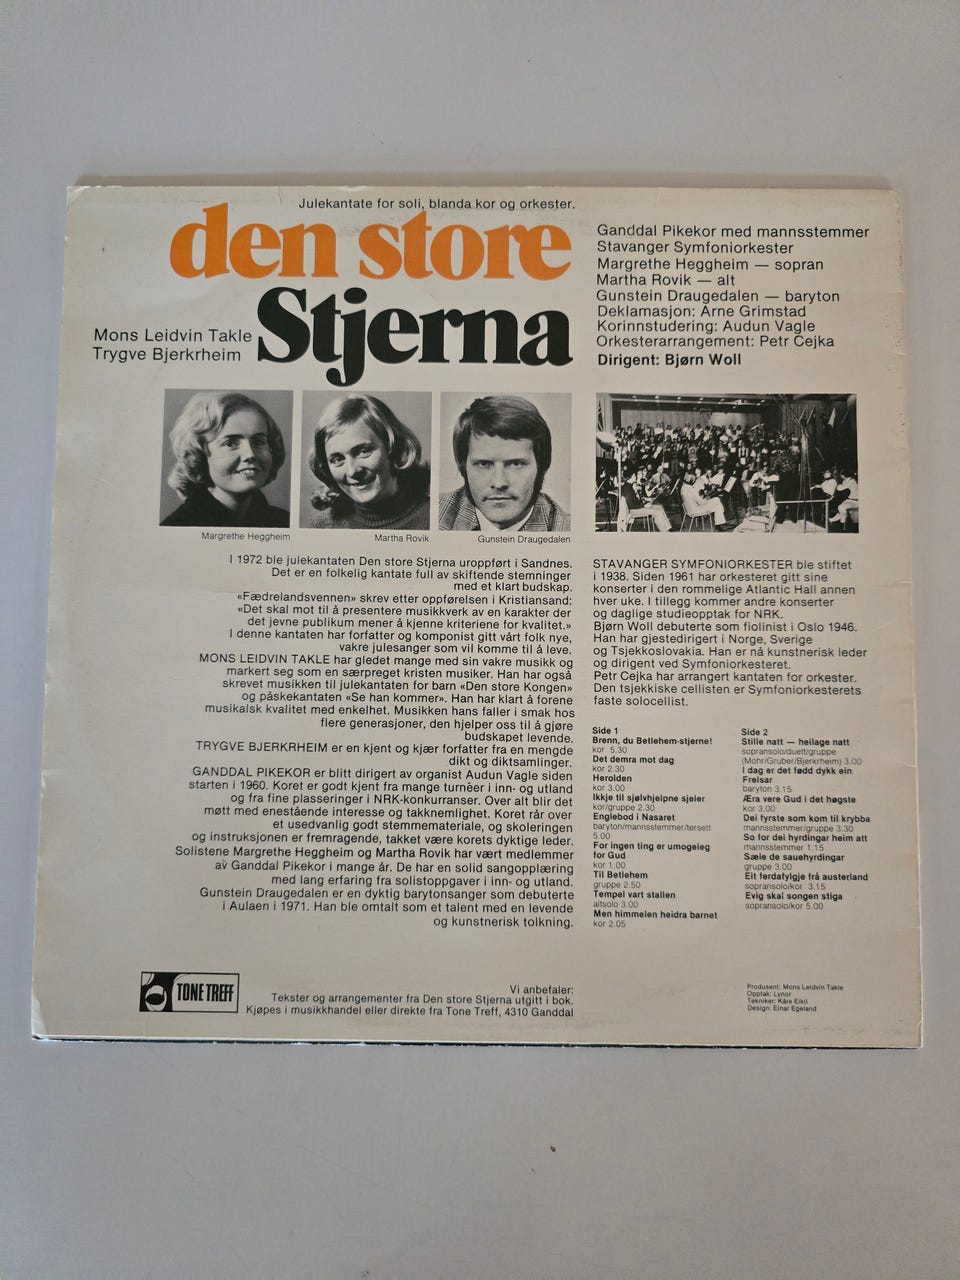 Julekantate for soli, blanda kor og orkester.
den store
Stjerna
Mons Leidvin Takle
Trygve Bjerkrheim
Ganddal Pikekor med mannsstemmer
Stavanger Symfoniorkester
Margrethe Heggheim — sopran
Martha Rovik — alt
Gunstein Draugedalen — baryton
Deklamasjon: Arne Grimstad
Korinnstudering: Audun Vagle
Orkesterarrangement: Petr Cejka
Dirigent: Bjørn Woll
Margrethe Heggheim
Martha Rovik
Gunstein Draugedalen
I 1972 ble julekantaten Den store Stjerna uroppført i Sandnes.
Det er en folkelig kantate full av skiftende stemninger
med et klart budskap.
«Fædrelandsvennen» skrev etter oppførelsen i Kristiansand:
«Det skal mot til å presentere musikkverk av en karakter der
det jevne publikum mener å kjenne kriteriene for kvalitet.»
I denne kantaten har forfatter og komponist gitt vårt folk nye,
vakre julesanger som vil komme til å leve.
MONS LEIDVIN TAKLE har gledet mange med sin vakre musikk og
markert seg som en særpreget kristen musiker. Han har også
skrevet musikken til julekantaten for barn «Den store Kongen»
og påskekantaten «Se han kommer». Han har klart å forene
musikalsk kvalitet med enkelhet. Musikken hans faller i smak hos
flere generasjoner, den hjelper oss til å gjøre
budskapet levende.
TRYGVE BJERKRHEIM er en kjent og kjær forfatter fra en mengde
dikt og diktsamlinger.
GANDDAL PIKEKOR er blitt dirigert av organist Audun Vagle siden
starten i 1960. Koret er godt kjent fra mange turnéer i inn- og utland
og fra fine plasseringer i NRK-konkurranser. Over alt blir det
møtt med enestående interesse og takknemlighet. Koret rår over
et usedvanlig godt stemmemateriale, og skoleringen
og instruksjonen er fremragende, takket være korets dyktige leder.
Solistene Margrethe Heggheim og Martha Rovik har vært medlemmer
av Ganddal Pikekor i mange år. De har en solid sangopplæring
med lang erfaring fra solistoppgaver i inn- og utland.
Gunstein Draugedalen er en dyktig barytonsanger som debuterte
i Aulaen i 1971. Han ble omtalt som et talent med en levende
og kunstnerisk tolkning.
STAVANGER SYMFONIORKESTER ble stiftet
i 1938. Siden 1961 har orkesteret gitt sine
konserter i den rommelige Atlantic Hall annen
hver uke. I tillegg kommer andre konserter
og daglige studieopptak for NRK.
Bjørn Woll debuterte som fiolinist i Oslo 1946.
Han har gjestedirigert i Norge, Sverige
og Tsjekkoslovakia. Han er nå kunstnerisk leder
og dirigent ved Symfoniorkesteret.
Petr Cejka har arrangert kantaten for orkester.
Den tsjekkiske cellisten er Symfoniorkesterets
faste solocellist.
Side 1
Brenn, du Betlehem-stjerne!
kor 5.30
Det demra mot dag
kor 2.30
Herolden
kor 3.00
Ikkje til sjølvhjelpne sjeler
kor/gruppe 2.30
Englebod i Nasaret
baryton/mannsstemmer/tersett
5.00
For ingen ting er umogeleg
for Gud
kor 1.00
Til Betlehem
gruppe 2.50
Tempel vart stallen
altsolo 3.00
Men himmelen heidra barnet
kor 2.05
Side 2
Stille natt — heilage natt
sopransolo/duett/gruppe
(Mohr/Gruber/Bjerkrheim) 3.00
I dag er det fødd dykk ein
Frelsar
baryton 3.15
Æra vere Gud i det høgste
kor 3.00
Dei fyrste som kom til krybba
mannsstemmer/gruppe 3.30
So for dei hyrdingar heim att
mannsstemmer 1.15
Sæle de sauehyrdingar
gruppe 3.00
Eit ferdafylgje frå austerland
sopransolo/kor 3.15
Evig skal songen stiga
sopransolo/kor 5.00
TONE TREFF
Vi anbefaler:
Tekster og arrangementer fra Den store Stjerna utgitt i bok.
Kjøpes i musikkhandel eller direkte fra Tone Treff, 4310 Ganddal
Produsent: Mons Leidvin Takle
Opptak: Lynor
Tekniker: Kåre Eikli
Design: Einar Egeland